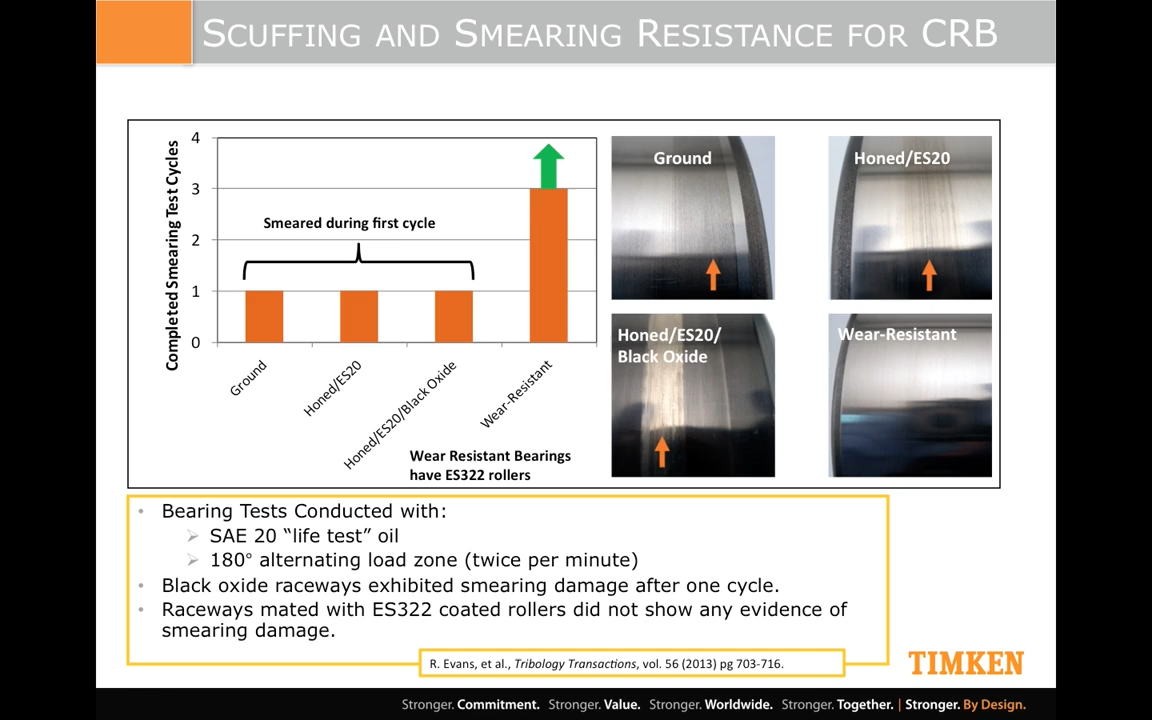 SCUFFING AND SMEARING RESISTANCE FOR CRB
Completed Smearing Test Cycles
4
3
2
1
0
Smeared during first cycle
Ground
Honed/ES20
Honed/ES20/Black Oxide
Wear-Resistant
Wear Resistant Bearings
have ES322 rollers
Ground
Honed/ES20
Honed/ES20/
Black Oxide
Wear-Resistant
• Bearing Tests Conducted with:
➢ SAE 20 “life test” oil
➢ 180° alternating load zone (twice per minute)
• Black oxide raceways exhibited smearing damage after one cycle.
• Raceways mated with ES322 coated rollers did not show any evidence of
smearing damage.
R. Evans, et al., Tribology Transactions, vol. 56 (2013) pg 703-716.
TIMKEN
Stronger. Commitment. Stronger. Value. Stronger. Worldwide. Stronger. Together. | Stronger. By Design.